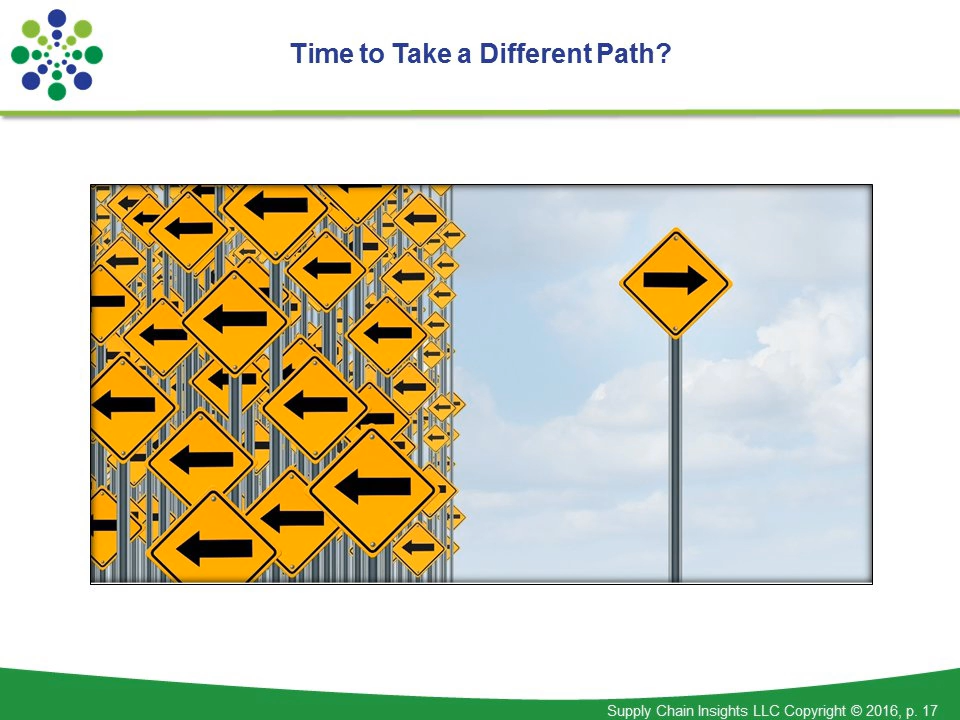 Time to Take a Different Path?
Supply Chain Insights LLC Copyright © 2016, p. 17